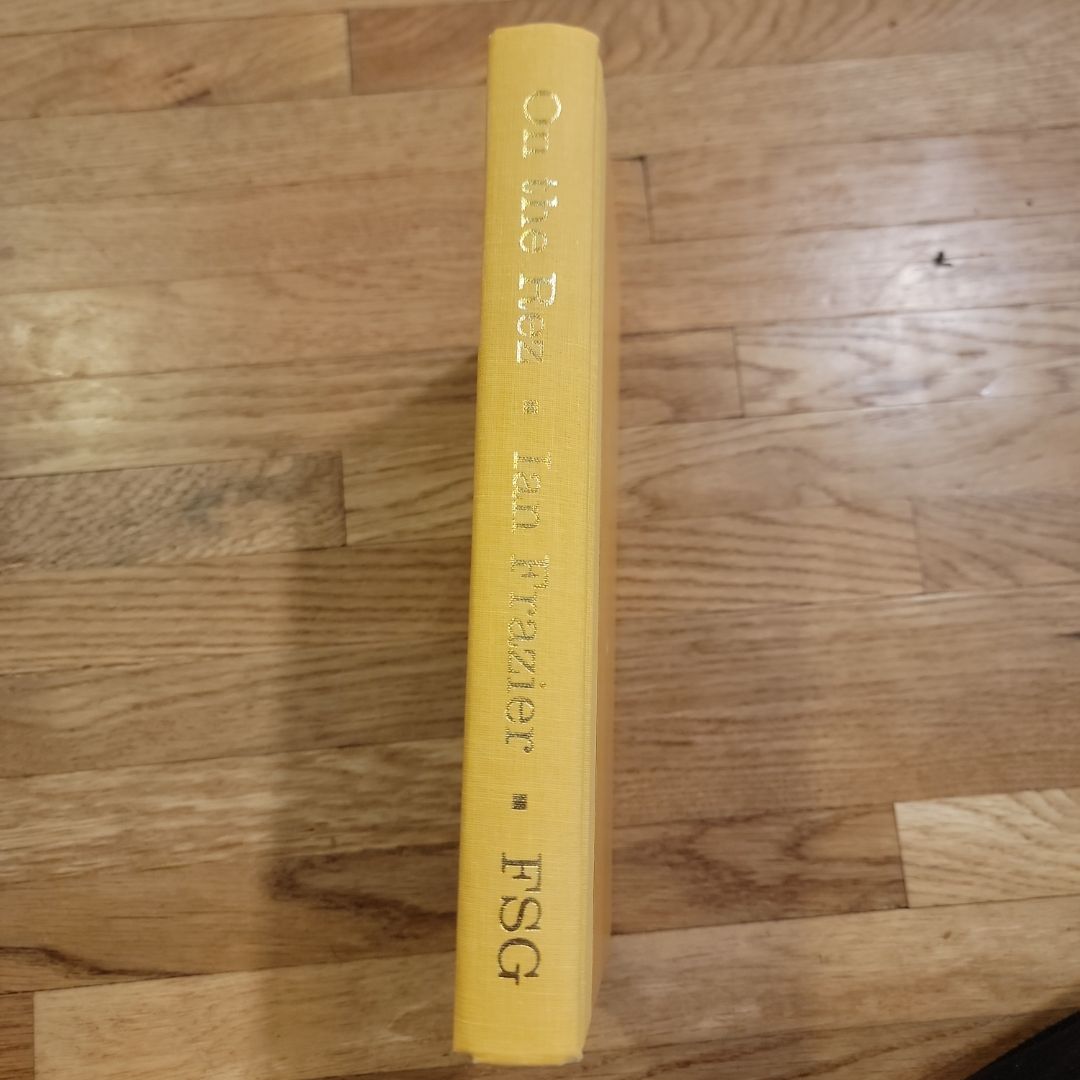 On the Rez ▪ Ian Frazier ▪ FSG